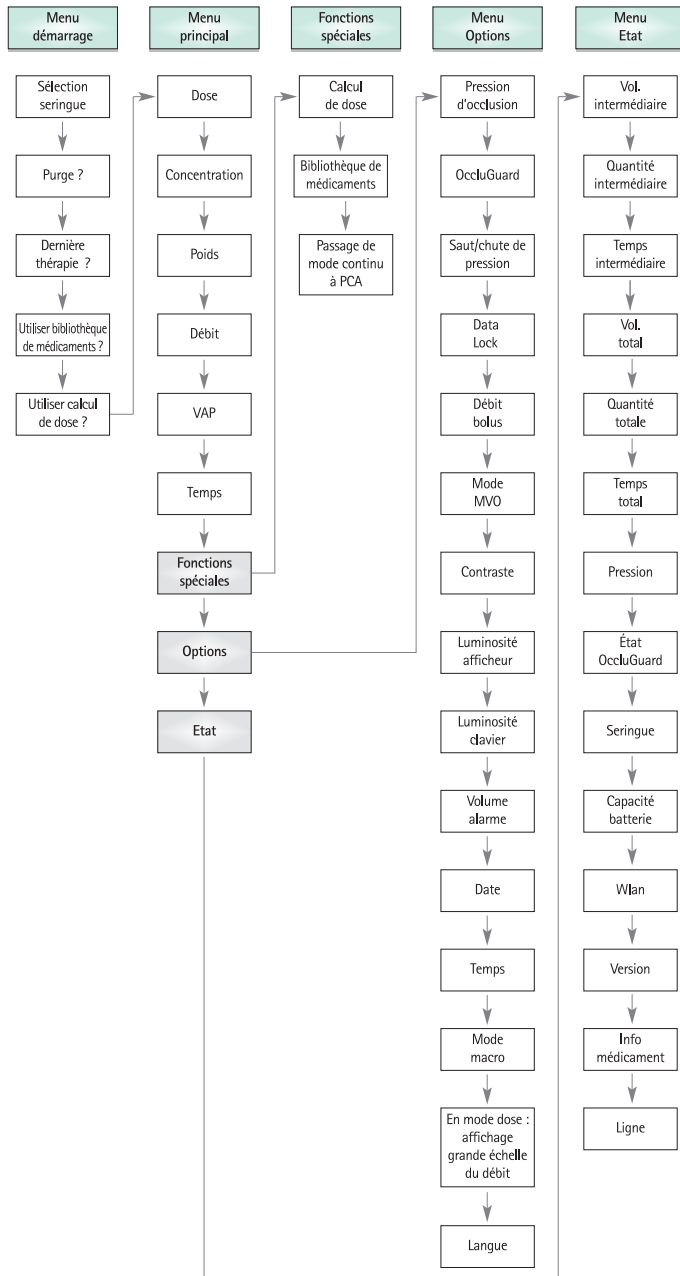 Menu
démarrage
Sélection
seringue
Purge ?
Dernière
thérapie ?
Utiliser bibliothèque
de médicaments ?
Utiliser calcul
de dose ?
Menu
principal
Dose
Concentration
Poids
Débit
VAP
Temps
Fonctions
spéciales
Options
Etat
Fonctions
spéciales
Calcul
de dose
Bibliothèque de
médicaments
Passage de
mode continu
à PCA
Menu
Options
Pression
d'occlusion
OccluGuard
Saut/chute de
pression
Data
Lock
Débit
bolus
Mode
MVO
Contraste
Luminosité
afficheur
Luminosité
clavier
Volume
alarme
Date
Temps
Mode
macro
En mode dose :
affichage
grande échelle
du débit
Langue
Menu
Etat
Vol.
intermédiaire
Quantité
intermédiaire
Temps
intermédiaire
Vol.
total
Quantité
totale
Temps
total
Pression
État
OccluGuard
Seringue
Capacité
batterie
Wlan
Version
Info
médicament
Ligne